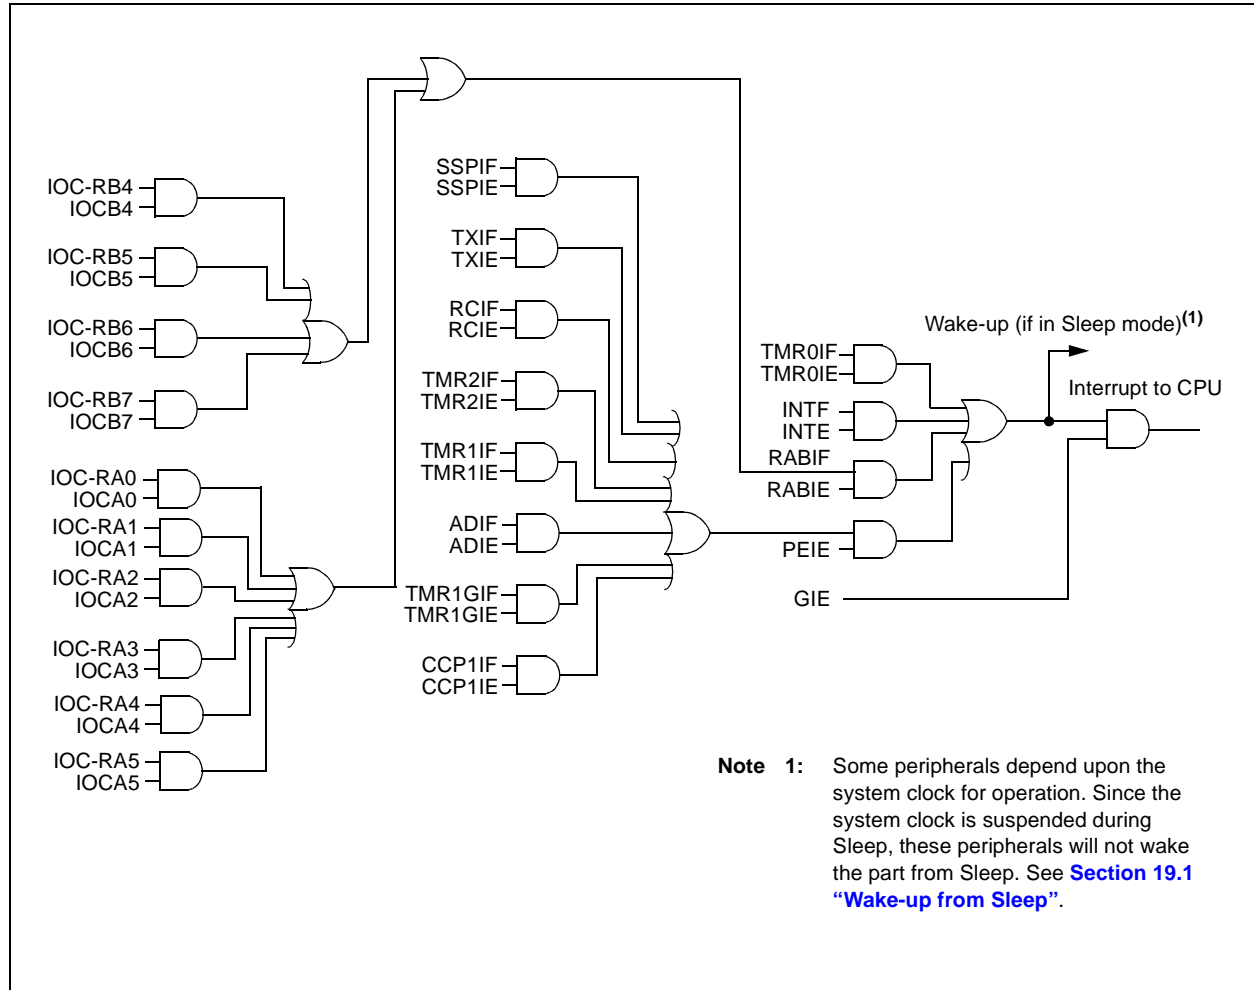 IOC-RB4
IOCB4
IOC-RB5
IOCB5
IOC-RB6
IOCB6
IOC-RB7
IOCB7
IOC-RA0
IOCA0
IOC-RA1
IOCA1
IOC-RA2
IOCA2
IOC-RA3
IOCA3
IOC-RA4
IOCA4
IOC-RA5
IOCA5
SSPIF
SSPIE
TXIF
TXIE
RCIF
RCIE
TMR2IF
TMR2IE
TMR1IF
TMR1IE
ADIF
ADIE
TMR1GIF
TMR1GIE
CCP1IF
CCP1IE
Wake-up (if in Sleep mode)(1)
TMR0IF
TMR0IE
Interrupt to CPU
INTF
INTE
RABIF
RABIE
PEIE
GIE
Note 1: Some peripherals depend upon the
system clock for operation. Since the
system clock is suspended during
Sleep, these peripherals will not wake
the part from Sleep. See Section 19.1
“Wake-up from Sleep”.